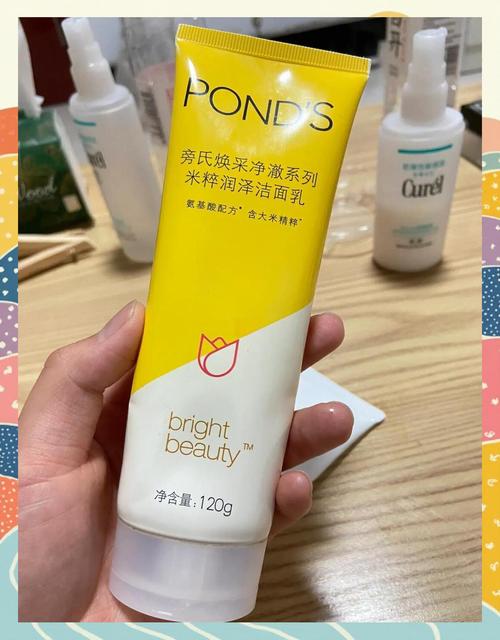 POND'S
旁氏焕采净澈系列
米粹润泽洁面乳
氨基酸配方* 含大米精粹^
bright
beauty™
净含量:120g
Curél